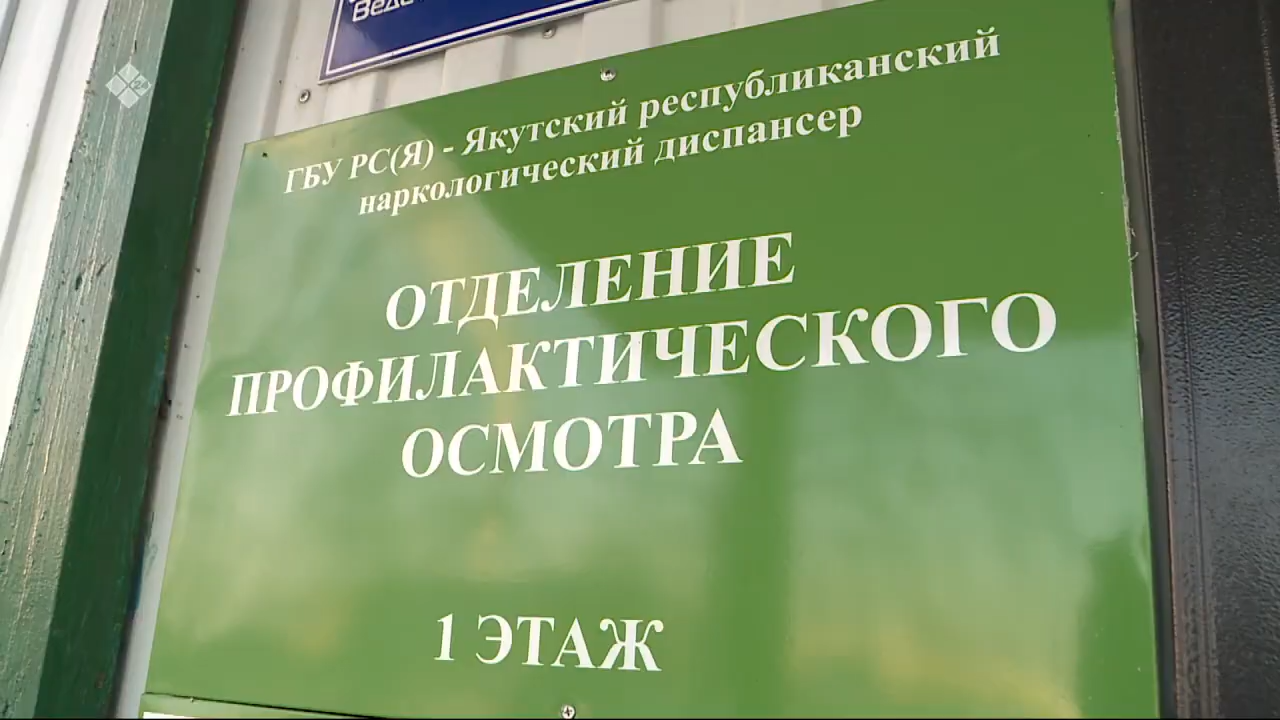 ГБУ РС(Я) - Якутский республиканский
наркологический диспансер
ОТДЕЛЕНИЕ
ПРОФИЛАКТИЧЕСКОГО
ОСМОТРА
1 ЭТАЖ